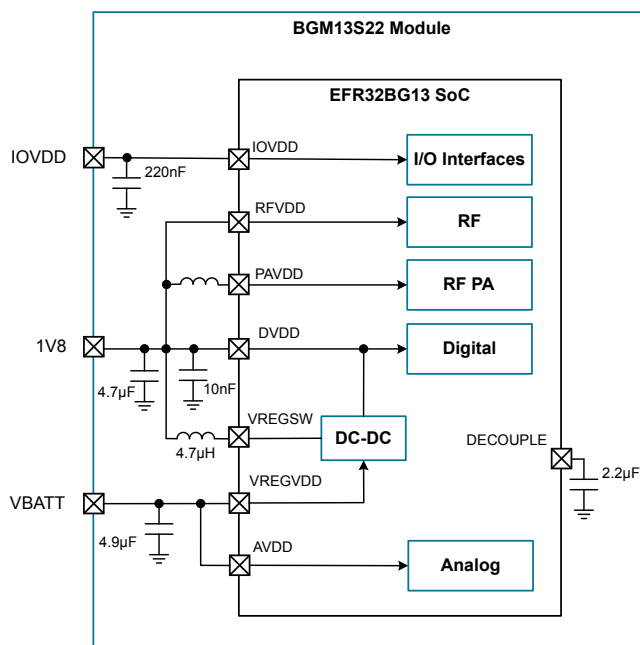 BGM13S22 Module
EFR32BG13 SoC
IOVDD
220nF
IOVDD
I/O Interfaces
RFVDD
RF
PAVDD
RF PA
1V8
4.7µF
10nF
DVDD
Digital
4.7µH
VREGSW
DC-DC
DECOUPLE
2.2µF
VBATT
4.9µF
VREGVDD
AVDD
Analog